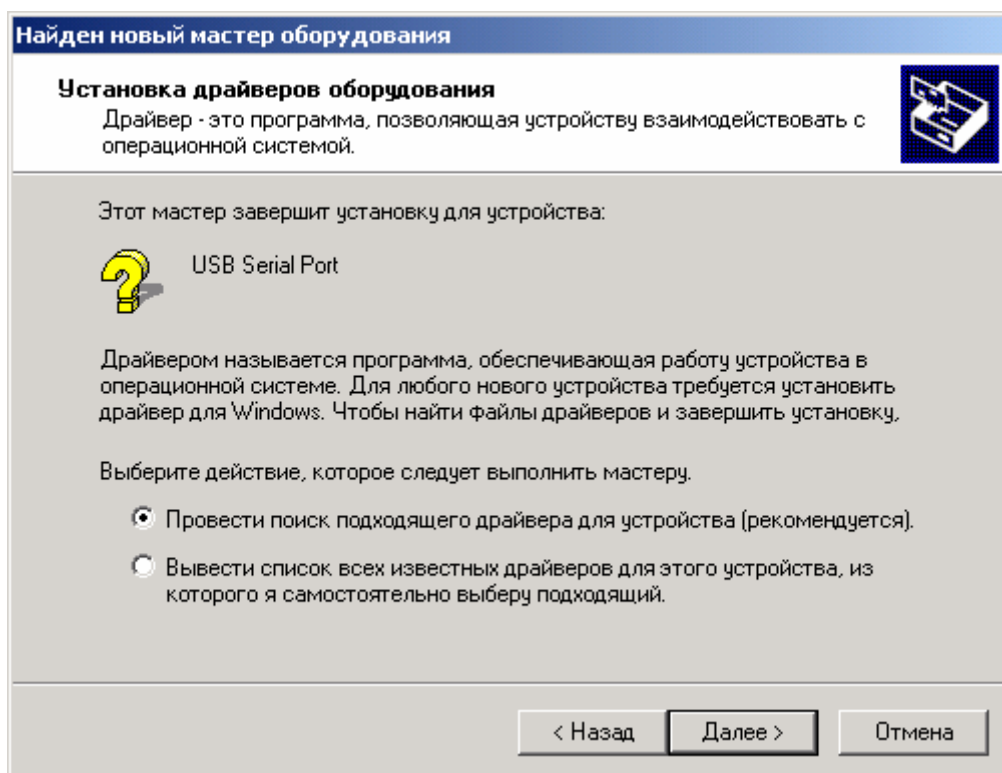 Найден новый мастер оборудования
Установка драйверов оборудования
Драйвер - это программа, позволяющая устройству взаимодействовать с
операционной системой.
Этот мастер завершит установку для устройства:
USB Serial Port
Драйвером называется программа, обеспечивающая работу устройства в
операционной системе. Для любого нового устройства требуется установить
драйвер для Windows. Чтобы найти файлы драйверов и завершить установку,
Выберите действие, которое следует выполнить мастеру.
Провести поиск подходящего драйвера для устройства (рекомендуется).
Вывести список всех известных драйверов для этого устройства, из
которого я самостоятельно выберу подходящий.
< Назад Далее > Отмена